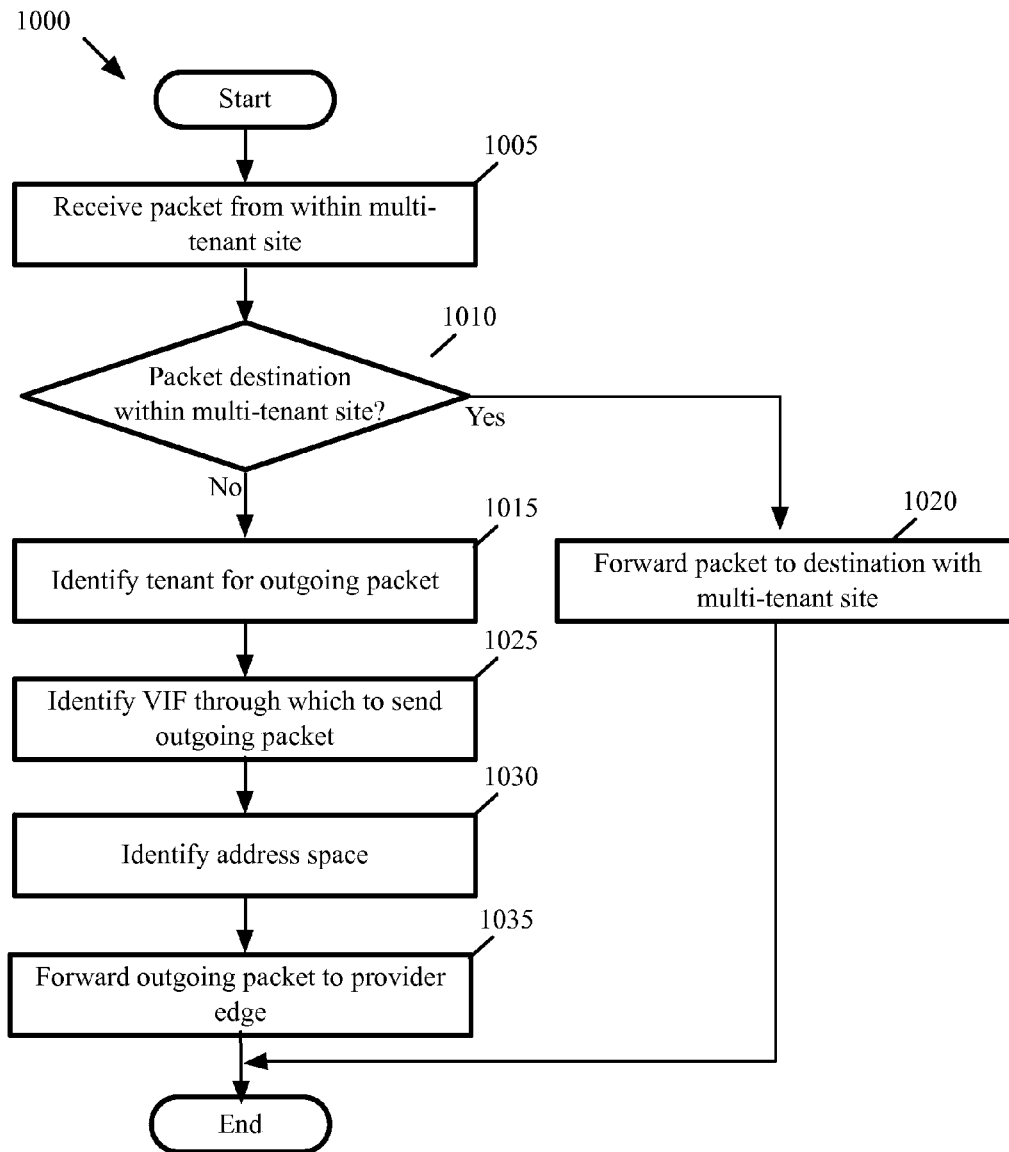 1000
Start
1005
Receive packet from within multi-
tenant site
1010
Packet destination
within multi-tenant site?
Yes
No
1015
Identify tenant for outgoing packet
1020
Forward packet to destination with
multi-tenant site
1025
Identify VIF through which to send
outgoing packet
1030
Identify address space
1035
Forward outgoing packet to provider
edge
End